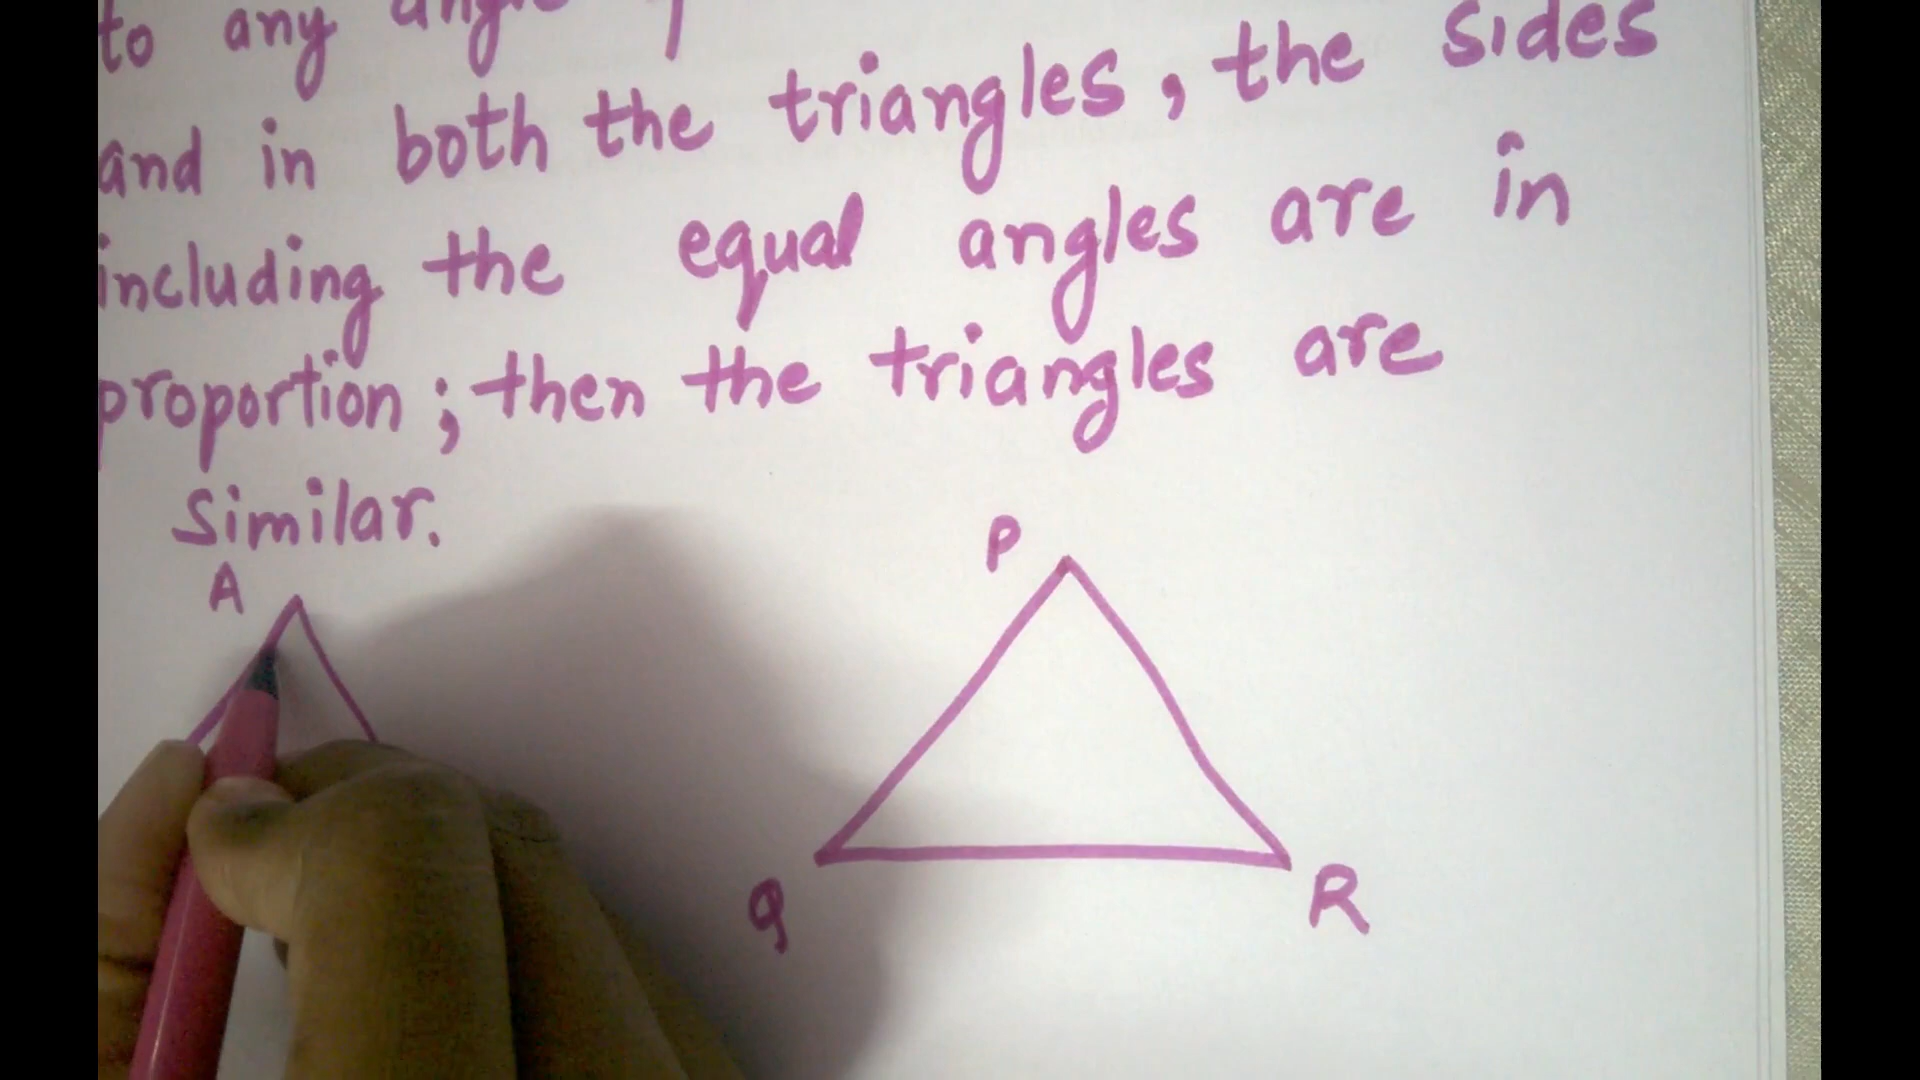 to any angle
and in both the triangles, the sides
including the equal angles are in
proportion; then the triangles are
Similar.
A
P
Q
R